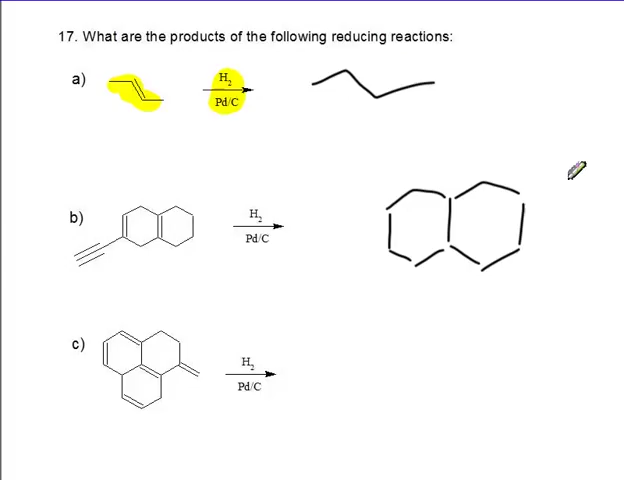 17. What are the products of the following reducing reactions:
a)
H2
Pd/C
b)
H2
Pd/C
c)
H2
Pd/C